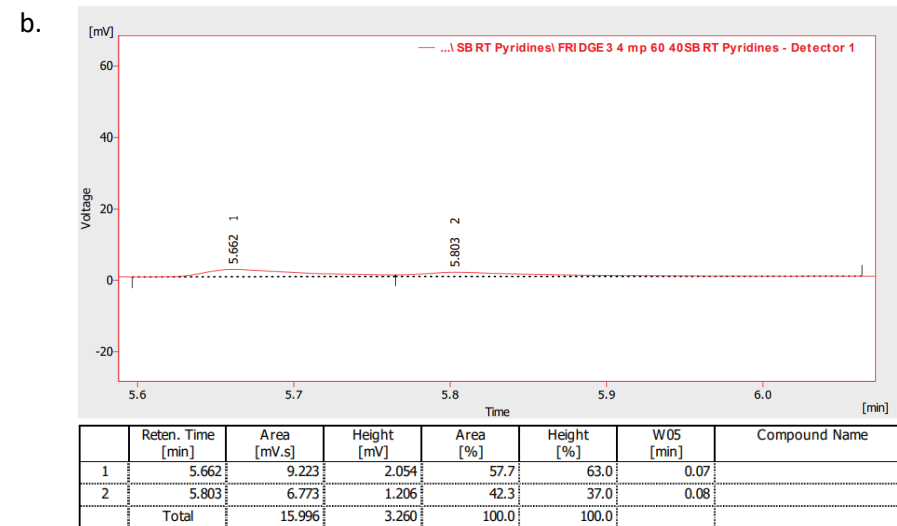 b.
[mV]
...\ SB RT Pyridines\ FRIDGE3 4 mp 60 40SB RT Pyridines - Detector 1
60
40
20
0
-20
Voltage
5.662 1
5.803 2
5.6 5.7 5.8 5.9 6.0
Time
[min]
Reten. Time Area Height Area Height W05 Compound Name
[min] [mV.s] [mV] [%] [%] [min]
1 5.662 9.223 2.054 57.7 63.0 0.07
2 5.803 6.773 1.206 42.3 37.0 0.08
Total 15.996 3.260 100.0 100.0